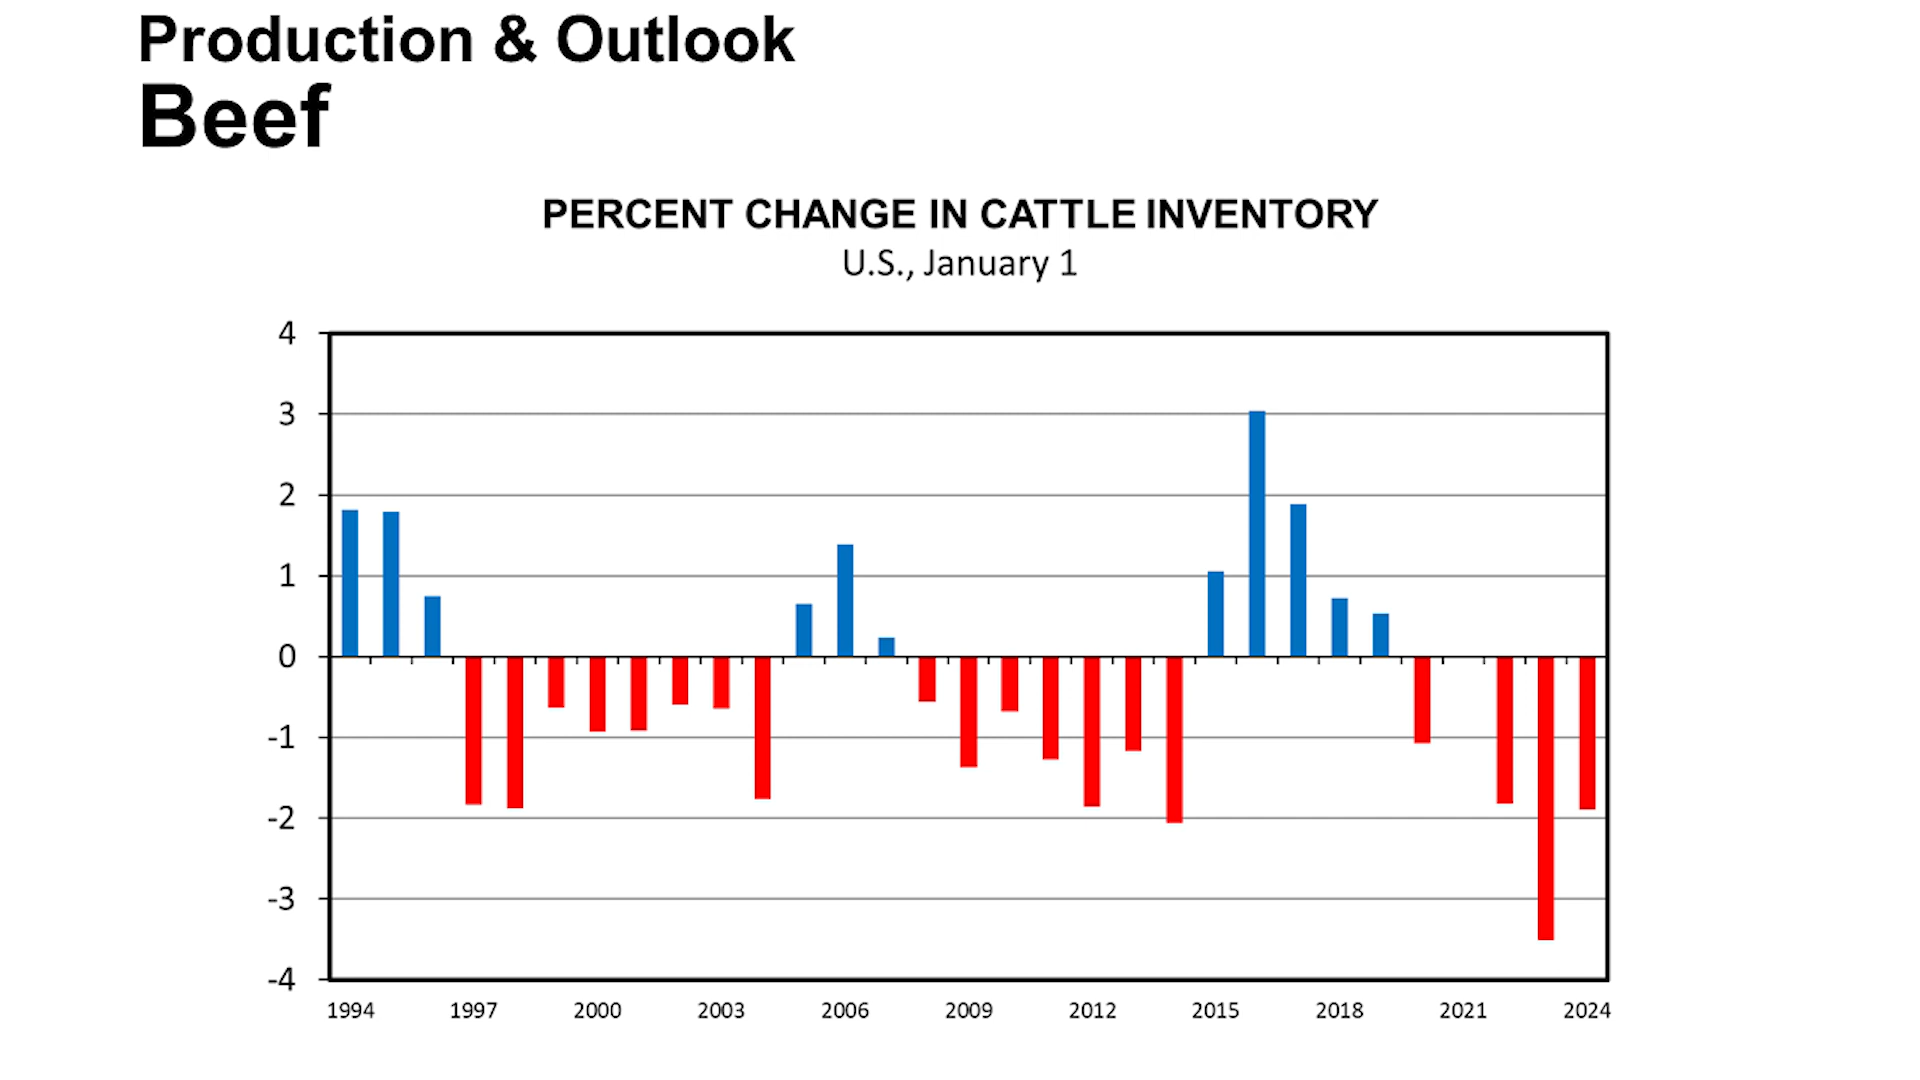 Production & Outlook
Beef
PERCENT CHANGE IN CATTLE INVENTORY
U.S., January 1
4
3
2
1
0
-1
-2
-3
-4
1994 1997 2000 2003 2006 2009 2012 2015 2018 2021 2024